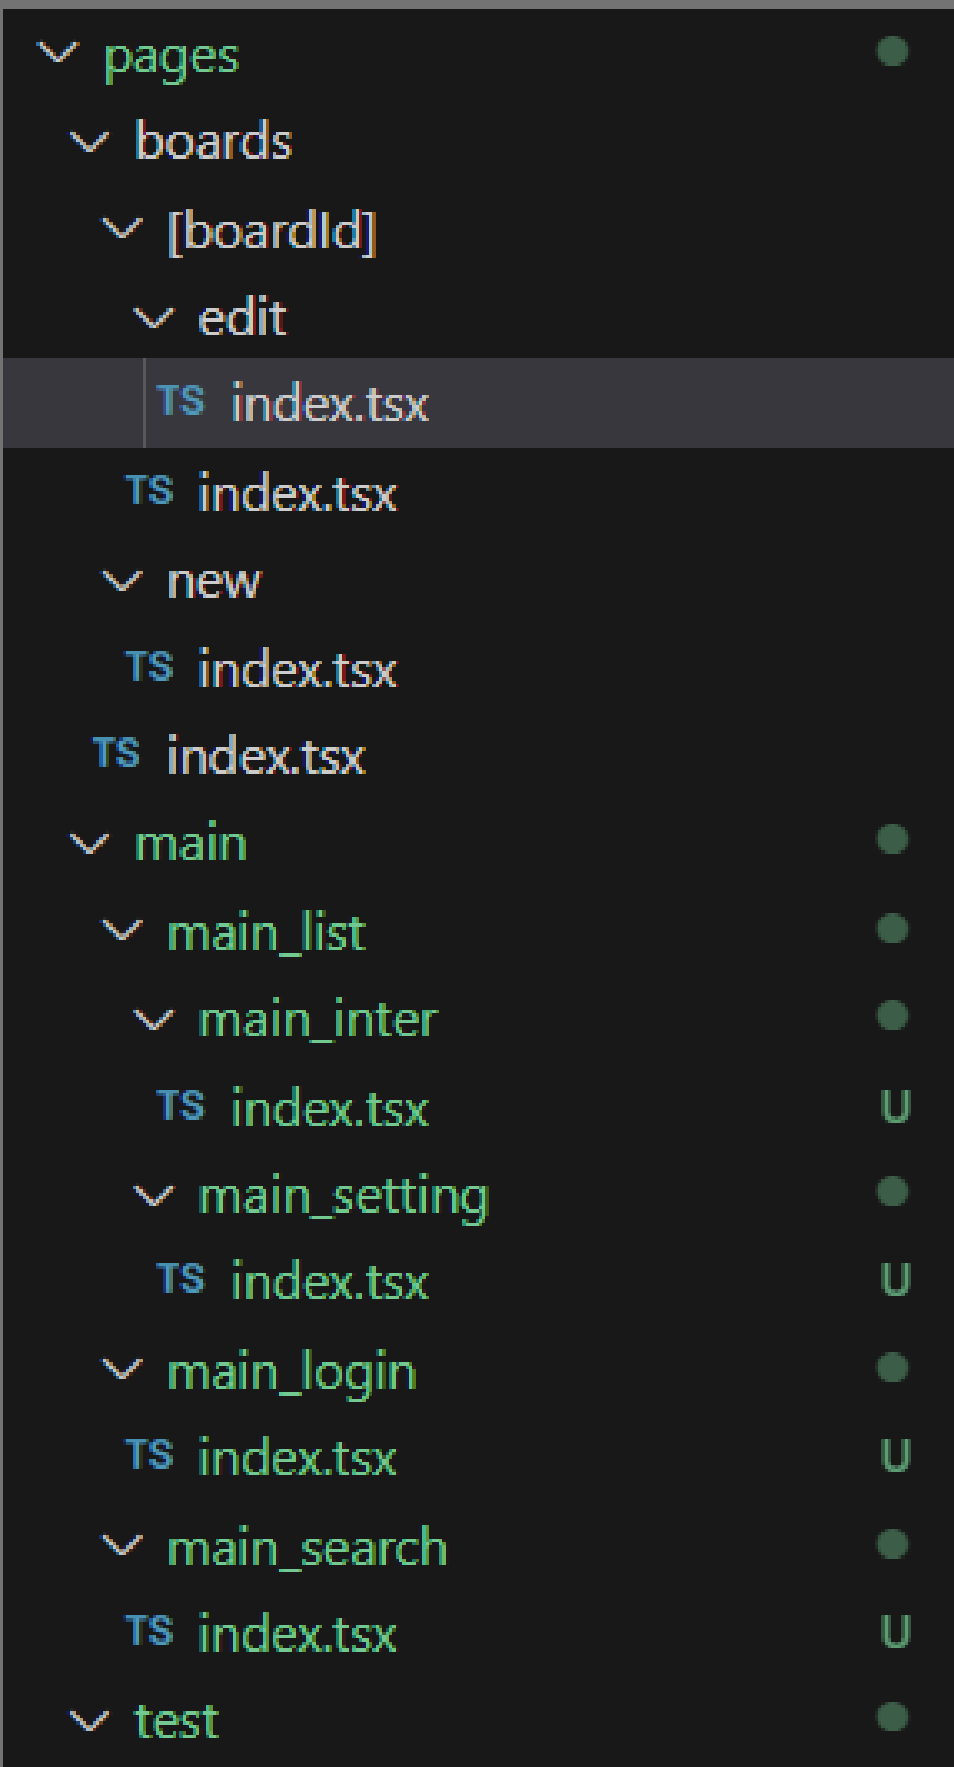 pages
boards
[boardId]
edit
TS index.tsx
TS index.tsx
new
TS index.tsx
TS index.tsx
main
main_list
main_inter
TS index.tsx U
main_setting
TS index.tsx U
main_login
TS index.tsx U
main_search
TS index.tsx U
test